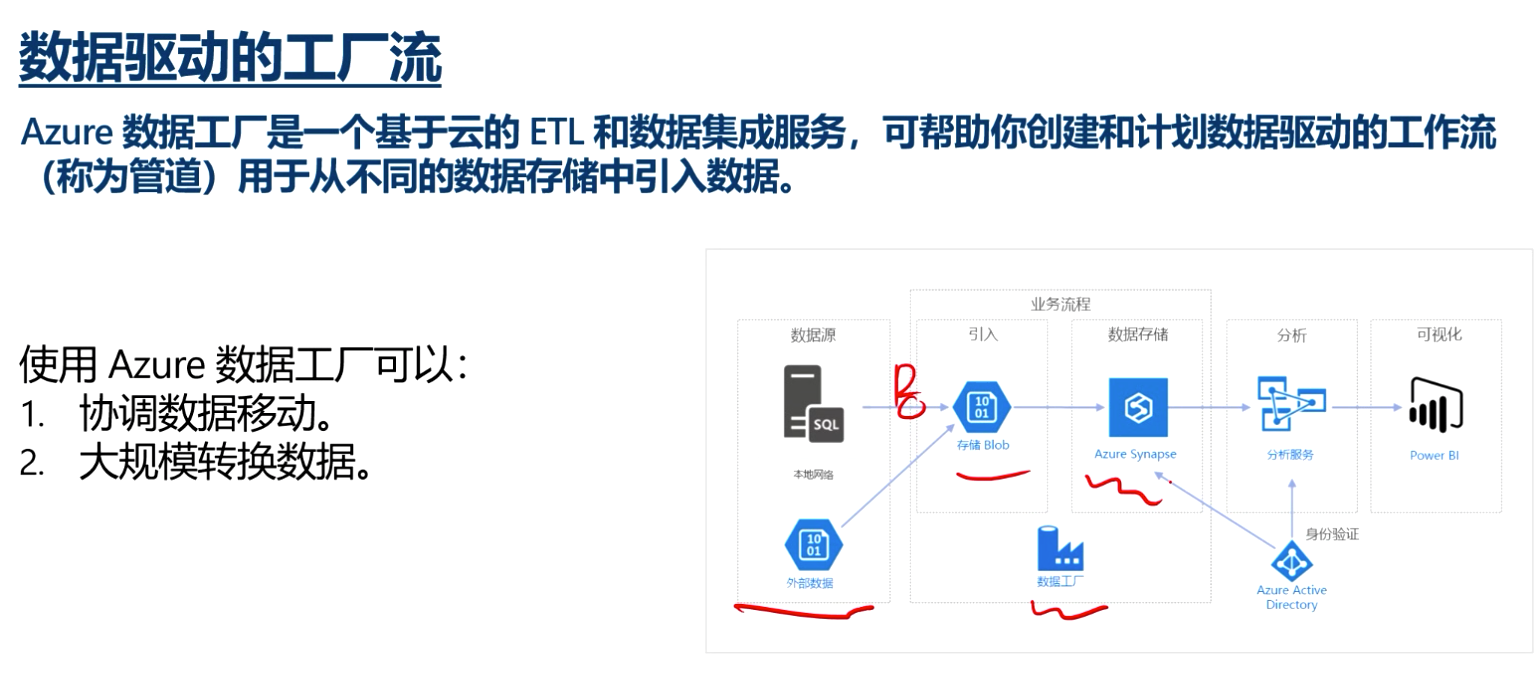 数据驱动的工厂流
Azure 数据工厂是一个基于云的 ETL 和数据集成服务，可帮助你创建和计划数据驱动的工作流
（称为管道）用于从不同的数据存储中引入数据。
使用 Azure 数据工厂可以：
1. 协调数据移动。
2. 大规模转换数据。
业务流程
数据源
引入
数据存储
分析
可视化
SQL
10
01
存储 Blob
Azure Synapse
分析服务
Power BI
本地网络
10
01
外部数据
数据工厂
身份验证
Azure Active
Directory